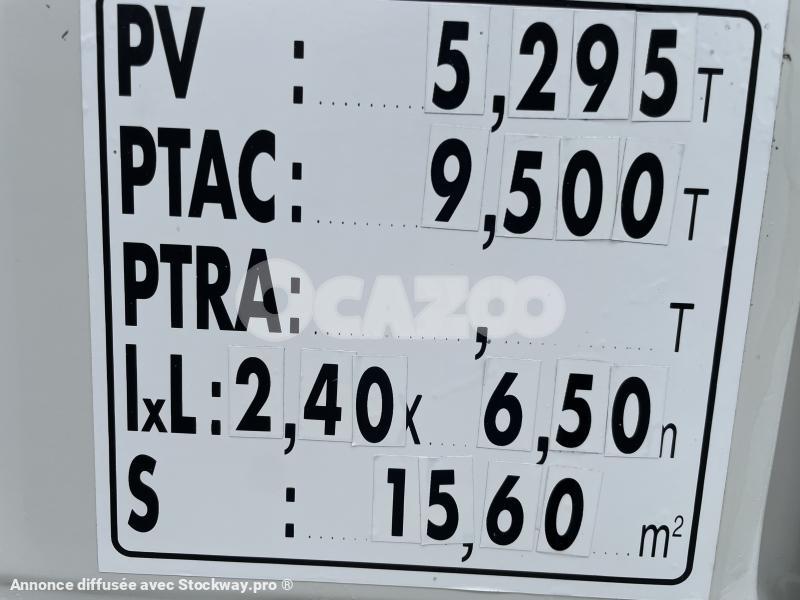 PV : 5,295 T
PTAC : 9,500 T
PTRA : , T
lxL : 2,40 x 6,50 m
S : 15,60 m²
OCAZOO
Annonce diffusée avec Stockway.pro ®